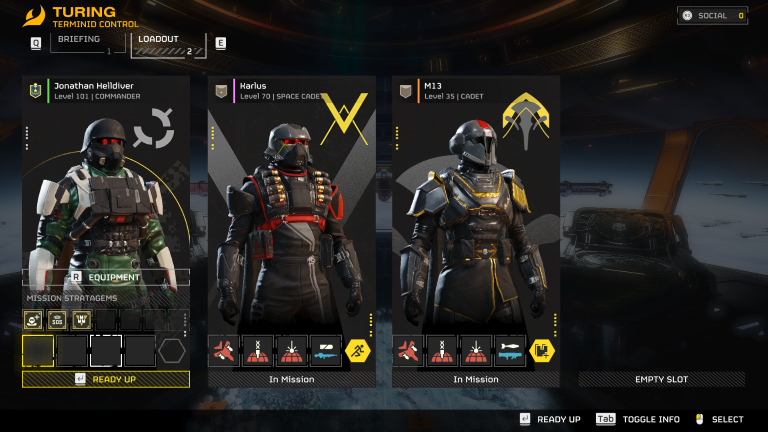 TURING
TERMINID CONTROL
SOCIAL 0
Q
BRIEFING
1
LOADOUT
2
E
Jonathan Helldiver
Level 101 | COMMANDER
Karlus
Level 70 | SPACE CADET
M13
Level 35 | CADET
R EQUIPMENT
MISSION STRATAGEMS
SOS
READY UP
In Mission
In Mission
EMPTY SLOT
READY UP
Tab TOGGLE INFO
SELECT